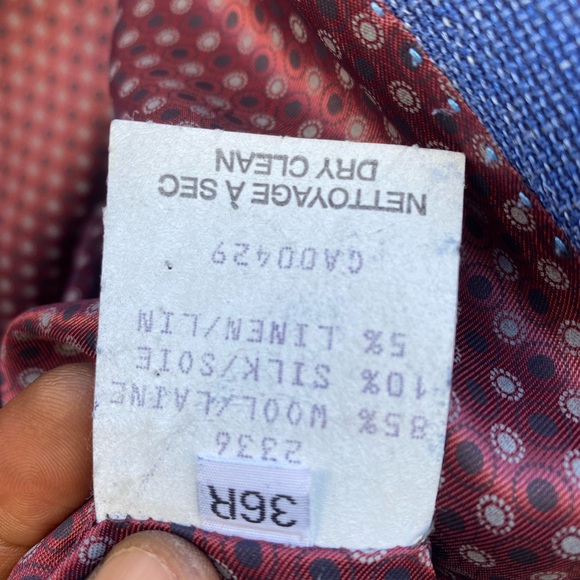 36R
2336
85% WOOL/LAINE
10% SILK/SOIE
5% LINEN/LIN
GA00429
DRY CLEAN
NETTOYAGE À SEC